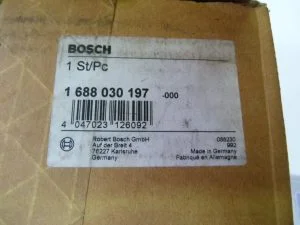 BOSCH
1 St/Pc
1 688 030 197 -000
4 047023 126092
Robert Bosch GmbH
Auf der Breit 4
76227 Karlsruhe
Germany
086230
992
Made in Germany
Fabriqué en Allemagne